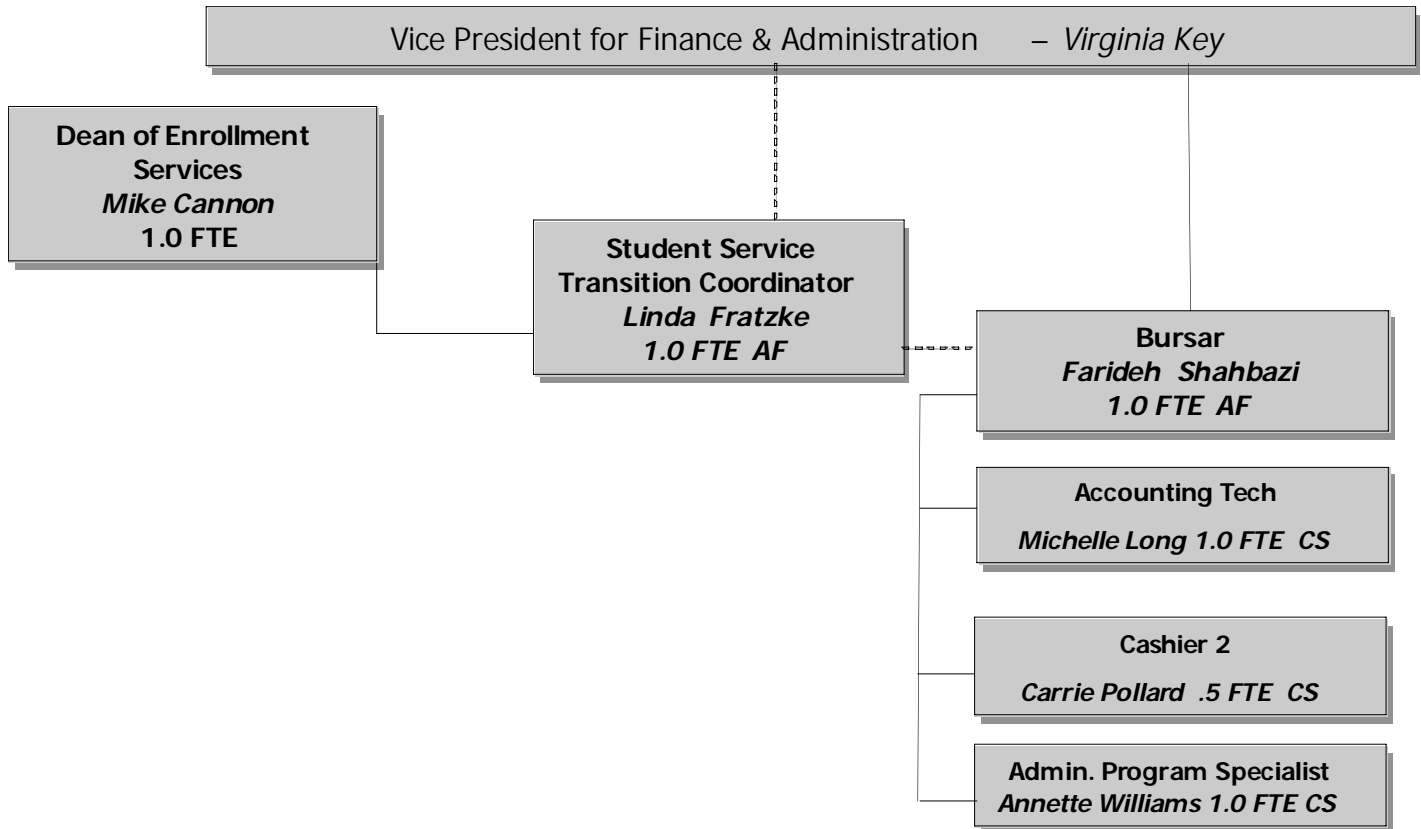 Vice President for Finance & Administration – Virginia Key
Dean of Enrollment
Services
Mike Cannon
1.0 FTE
Student Service
Transition Coordinator
Linda Fratzke
1.0 FTE AF
Bursar
Farideh Shahbazi
1.0 FTE AF
Accounting Tech
Michelle Long 1.0 FTE CS
Cashier 2
Carrie Pollard .5 FTE CS
Admin. Program Specialist
Annette Williams 1.0 FTE CS